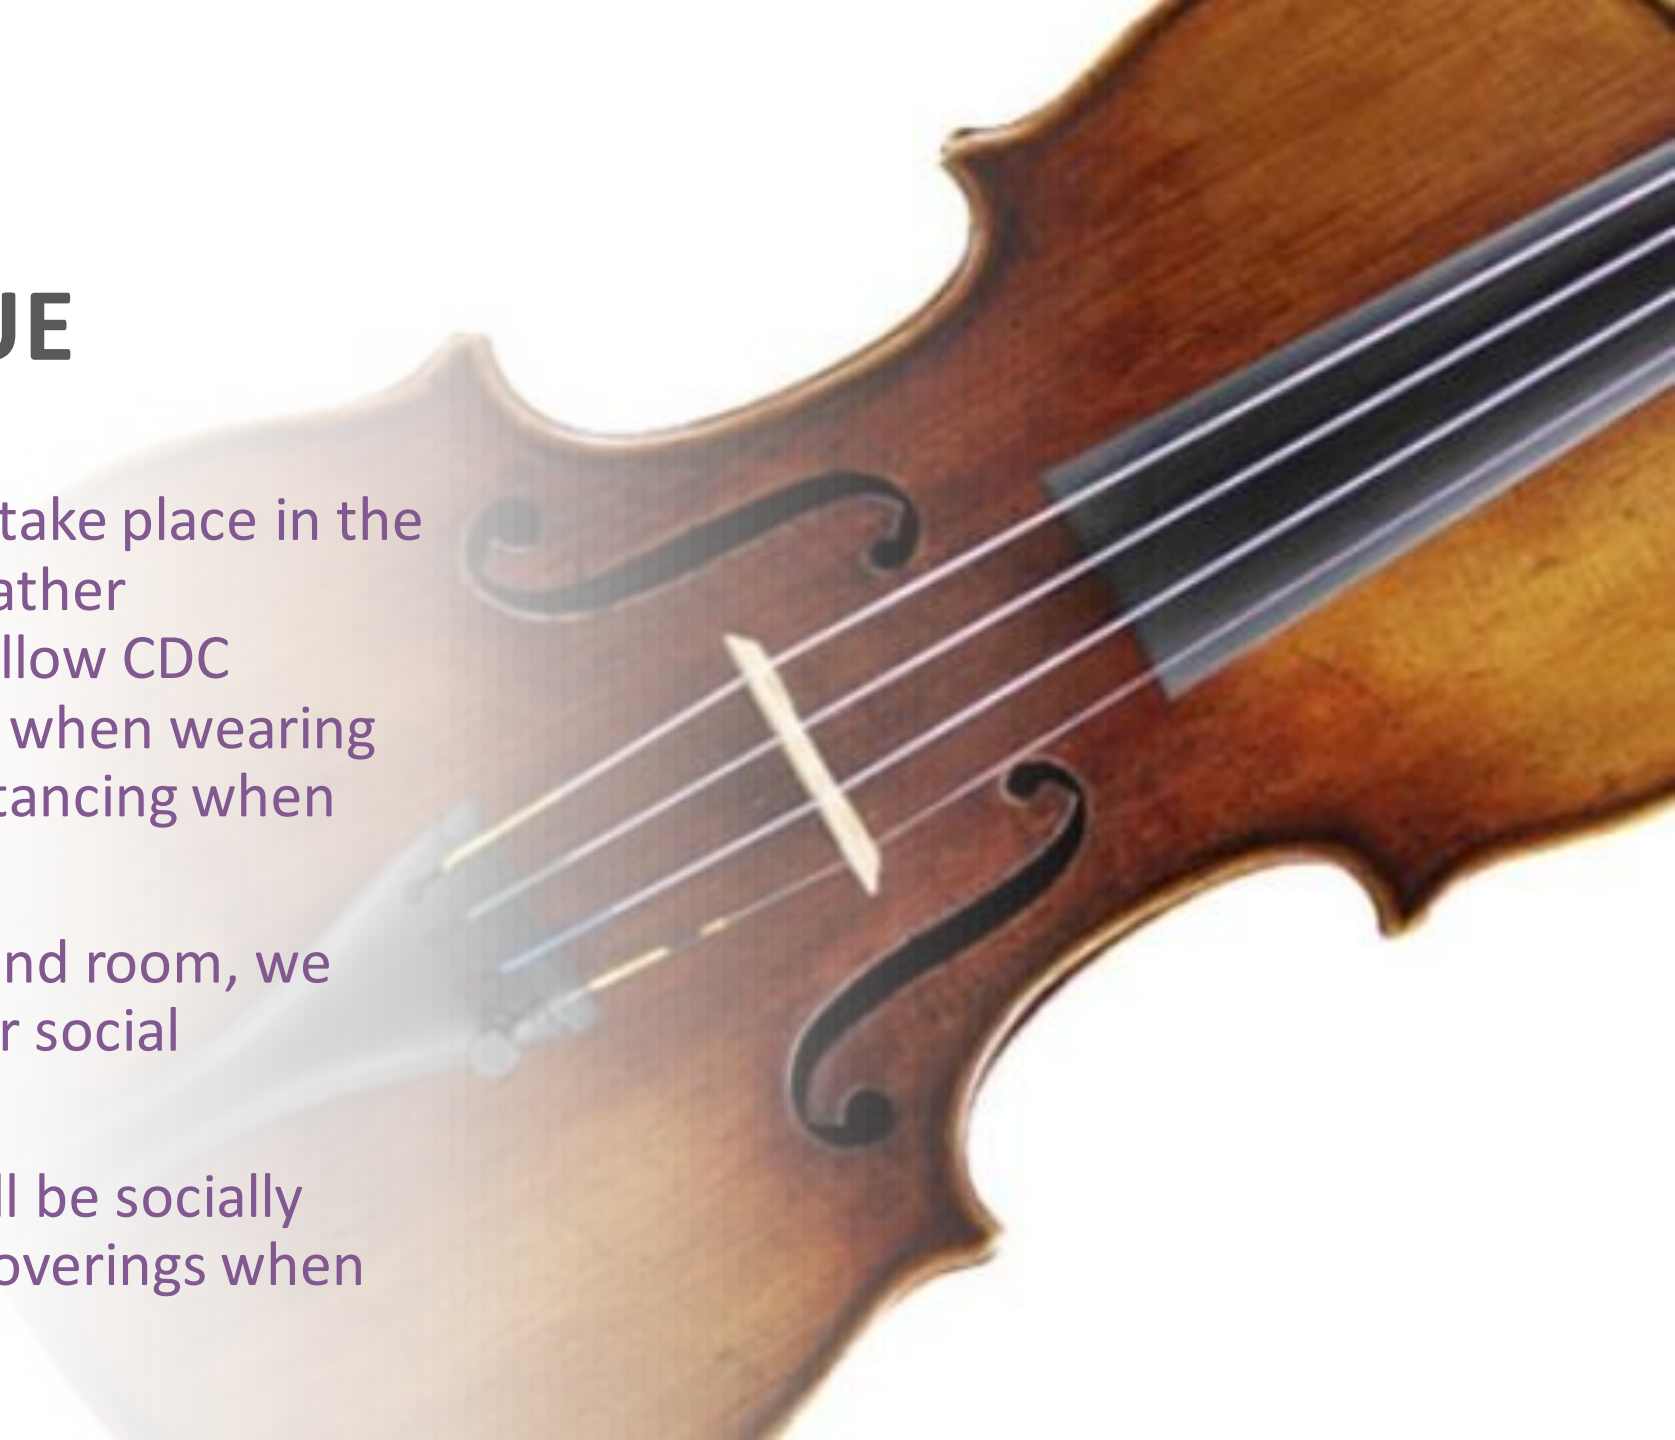 UE
take place in the
ather
llow CDC
when wearing
tancing when
nd room, we
r social
ll be socially
overings when